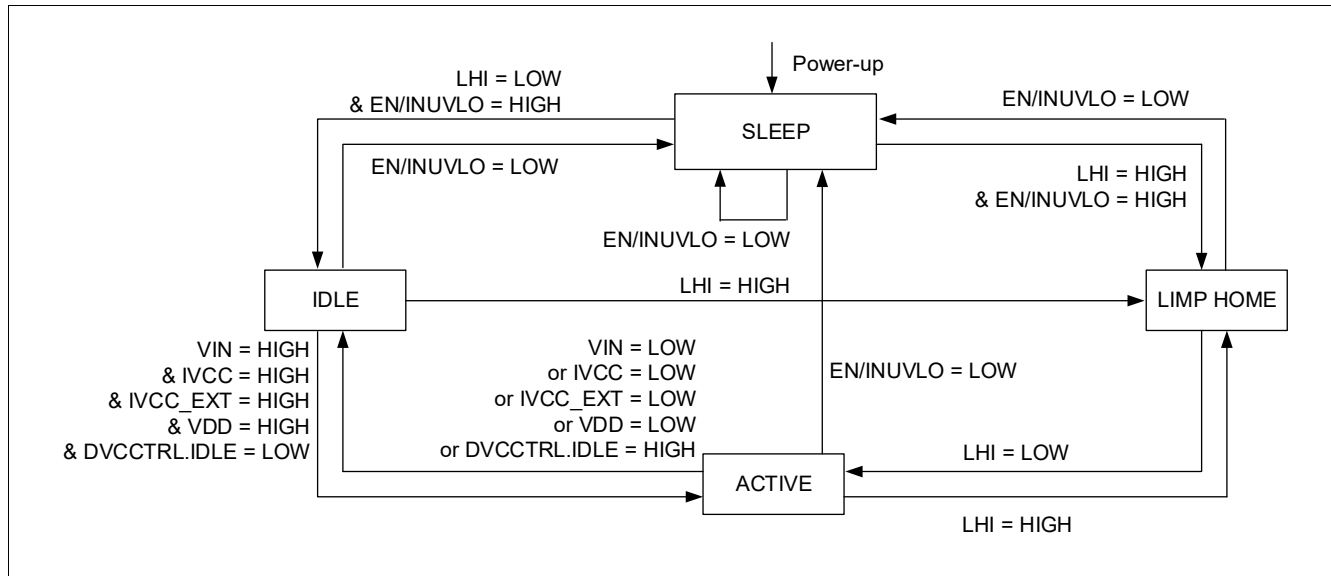 Power-up
LHI = LOW
& EN/INUVLO = HIGH
EN/INUVLO = LOW
SLEEP
EN/INUVLO = LOW
LHI = HIGH
& EN/INUVLO = HIGH
EN/INUVLO = LOW
IDLE
LHI = HIGH
LIMP HOME
VIN = HIGH
& IVCC = HIGH
& IVCC_EXT = HIGH
& VDD = HIGH
& DVCCTRL.IDLE = LOW
VIN = LOW
or IVCC = LOW
or IVCC_EXT = LOW
or VDD = LOW
or DVCCTRL.IDLE = HIGH
EN/INUVLO = LOW
LHI = LOW
ACTIVE
LHI = HIGH